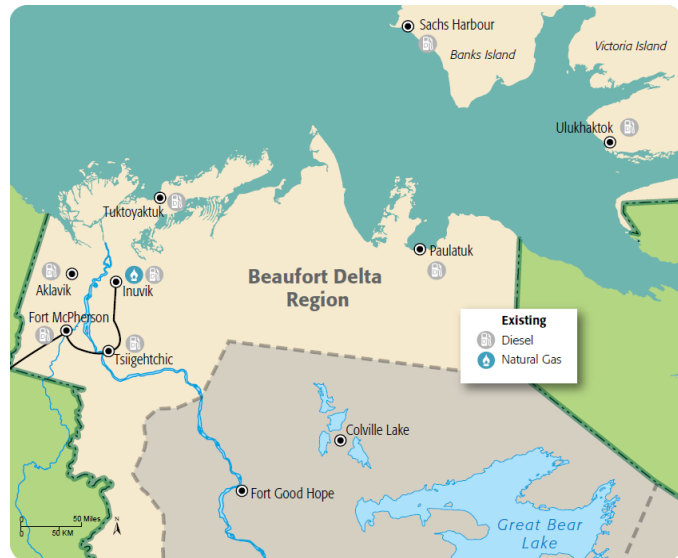 Sachs Harbour
Banks Island
Victoria Island
Ulukhaktok
Tuktoyaktuk
Paulatuk
Beaufort Delta
Region
Aklavik
Inuvik
Fort McPherson
Tsiigehtchic
Existing
Diesel
Natural Gas
Colville Lake
Fort Good Hope
Great Bear
Lake
0 50 Miles
0 50 KM
N